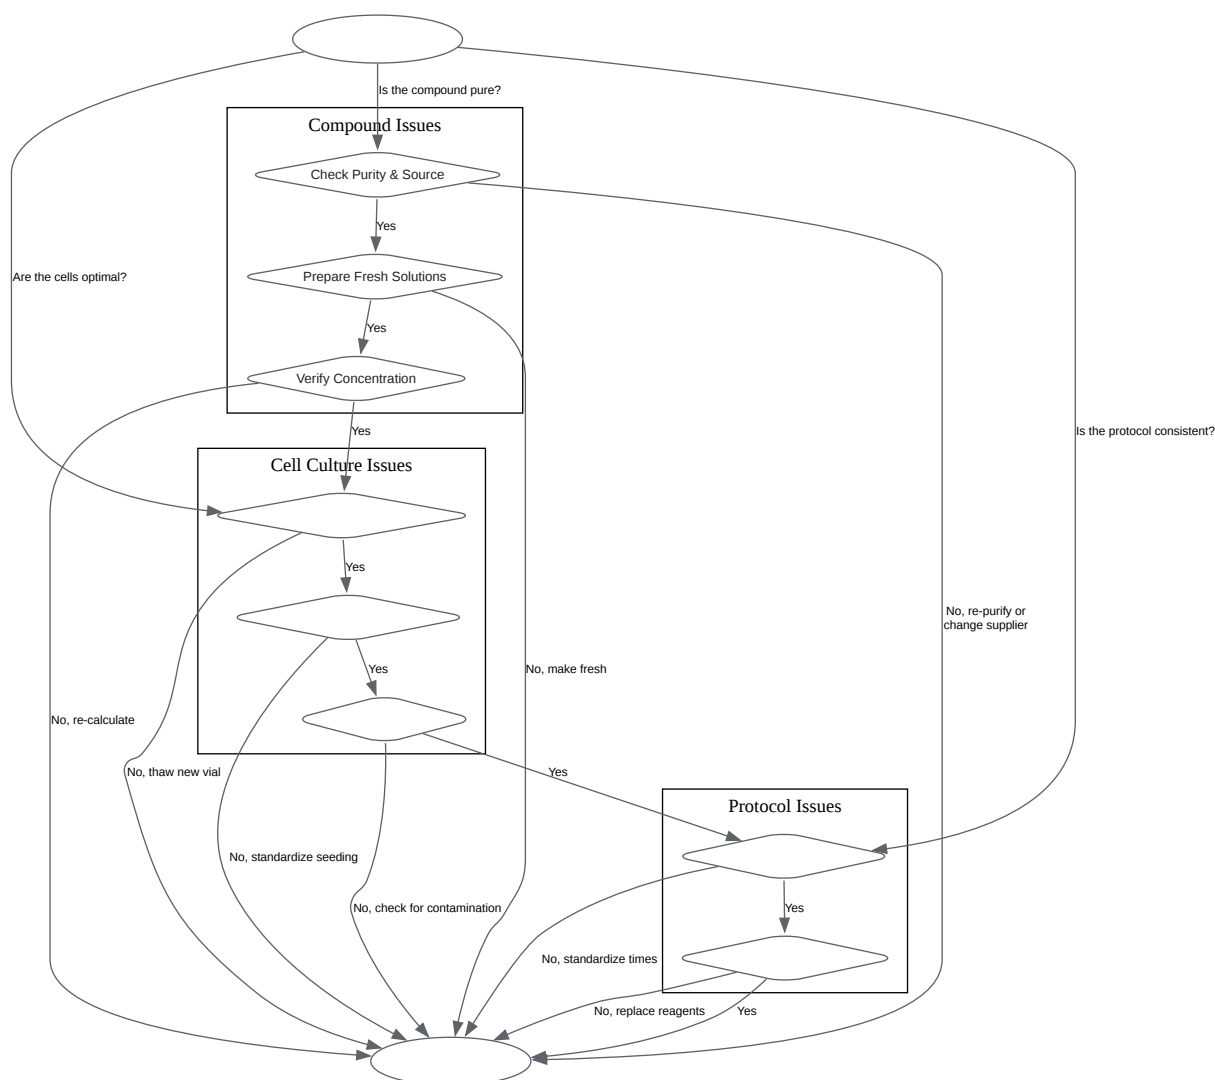 Is the compound pure?
Compound Issues
Check Purity & Source
Yes
Prepare Fresh Solutions
Are the cells optimal?
Yes
Verify Concentration
Yes
Is the protocol consistent?
Cell Culture Issues
Yes
No, re-purify or
change supplier
Yes
No, make fresh
No, re-calculate
No, thaw new vial
Yes
Protocol Issues
No, standardize seeding
No, check for contamination
Yes
No, standardize times
No, replace reagents
Yes